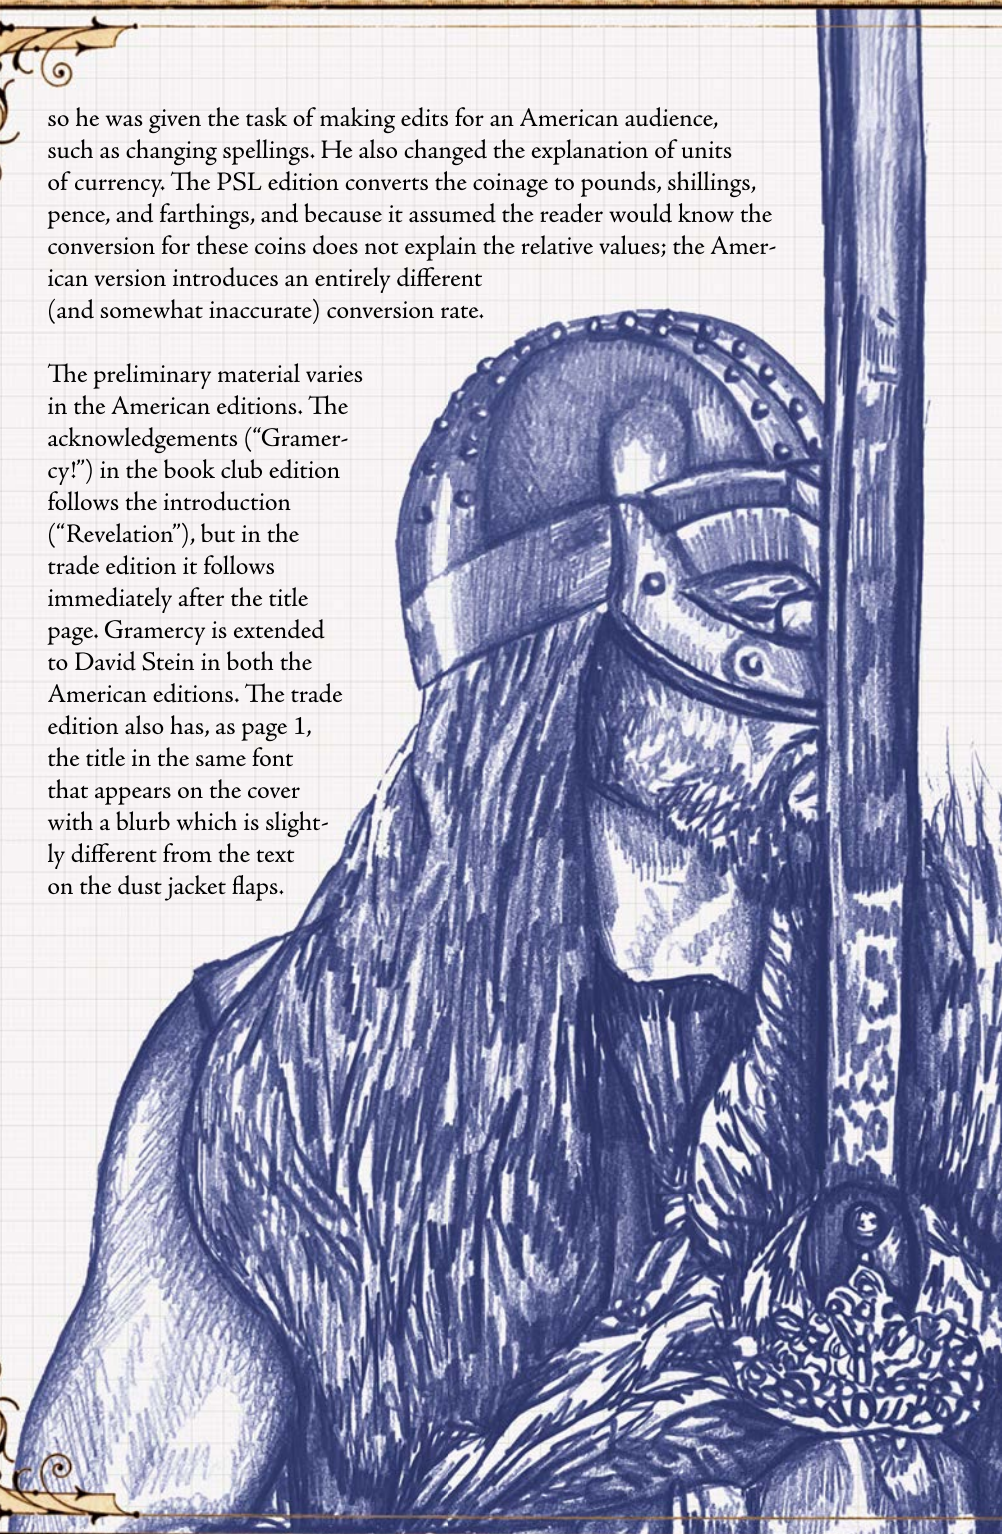 so he was given the task of making edits for an American audience,
such as changing spellings. He also changed the explanation of units
of currency. The PSL edition converts the coinage to pounds, shillings,
pence, and farthings, and because it assumed the reader would know the
conversion for these coins does not explain the relative values; the Amer-
ican version introduces an entirely different
(and somewhat inaccurate) conversion rate.
The preliminary material varies
in the American editions. The
acknowledgements (“Gramer-
cy!”) in the book club edition
follows the introduction
(“Revelation”), but in the
trade edition it follows
immediately after the title
page. Gramercy is extended
to David Stein in both the
American editions. The trade
edition also has, as page 1,
the title in the same font
that appears on the cover
with a blurb which is slight-
ly different from the text
on the dust jacket flaps.